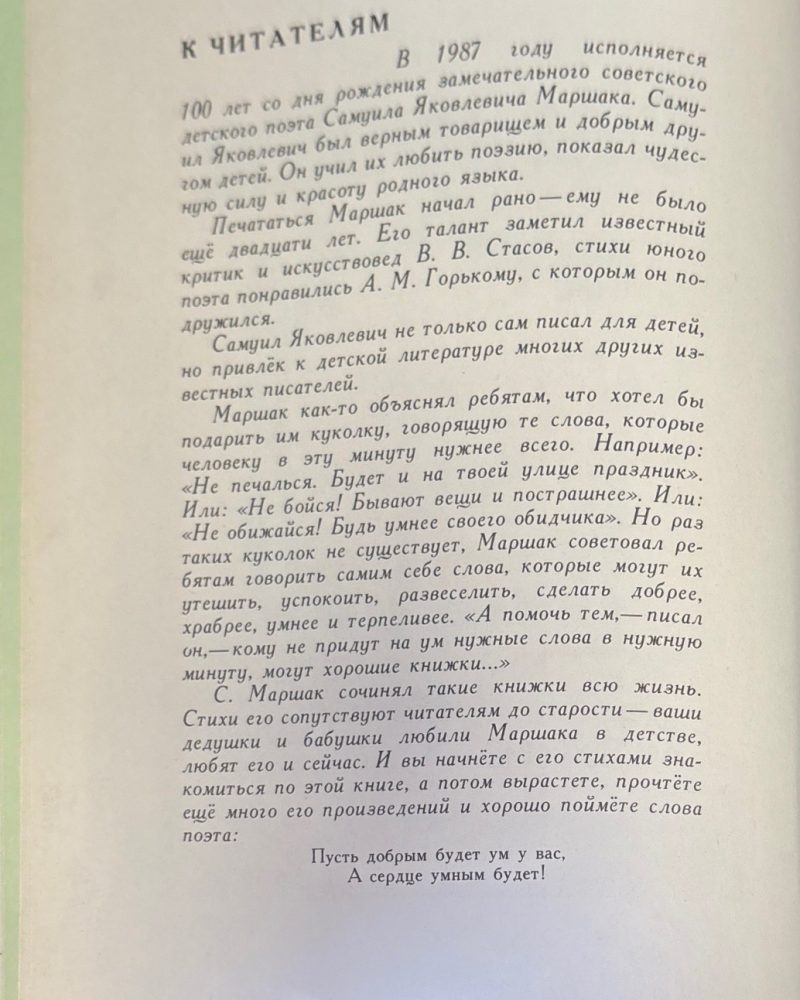 К ЧИТАТЕЛЯМ
В 1987 году исполняется
100 лет со дня рождения замечательного советского
детского поэта Самуила Яковлевича Маршака. Саму-
ил Яковлевич был верным товарищем и добрым дру-
гом детей. Он учил их любить поэзию, показал чудес-
ную силу и красоту родного языка.
Печататься Маршак начал рано — ему не было
ещё двадцати лет. Его талант заметил известный
критик и искусствовед В. В. Стасов, стихи юного
поэта понравились А. М. Горькому, с которым он по-
дружился.
Самуил Яковлевич не только сам писал для детей,
но привлёк к детской литературе многих других из-
вестных писателей.
Маршак как-то объяснял ребятам, что хотел бы
подарить им куколку, говорящую те слова, которые
человеку в эту минуту нужнее всего. Например:
«Не печалься. Будет и на твоей улице праздник».
Или: «Не бойся! Бывают вещи и пострашнее». Или:
«Не обижайся! Будь умнее своего обидчика». Но раз
таких куколок не существует, Маршак советовал ре-
бятам говорить самим себе слова, которые могут их
утешить, успокоить, развеселить, сделать добрее,
храбрее, умнее и терпеливее. «А помочь тем,— писал
он,— кому не придут на ум нужные слова в нужную
минуту, могут хорошие книжки...»
С. Маршак сочинял такие книжки всю жизнь.
Стихи его сопутствуют читателям до старости — ваши
дедушки и бабушки любили Маршака в детстве,
любят его и сейчас. И вы начнёте с его стихами зна-
комиться по этой книге, а потом вырастете, прочтёте
ещё много его произведений и хорошо поймёте слова
поэта:
Пусть добрым будет ум у вас,
А сердце умным будет!